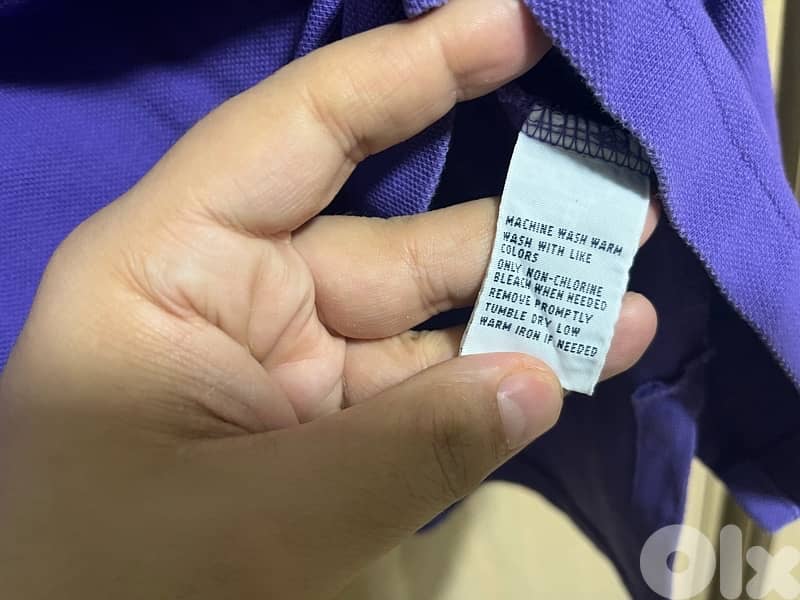 MACHINE WASH WARM
WASH WITH LIKE
COLORS
ONLY NON-CHLORINE
BLEACH WHEN NEEDED
REMOVE PROMPTLY
TUMBLE DRY LOW
WARM IRON IF NEEDED
olx